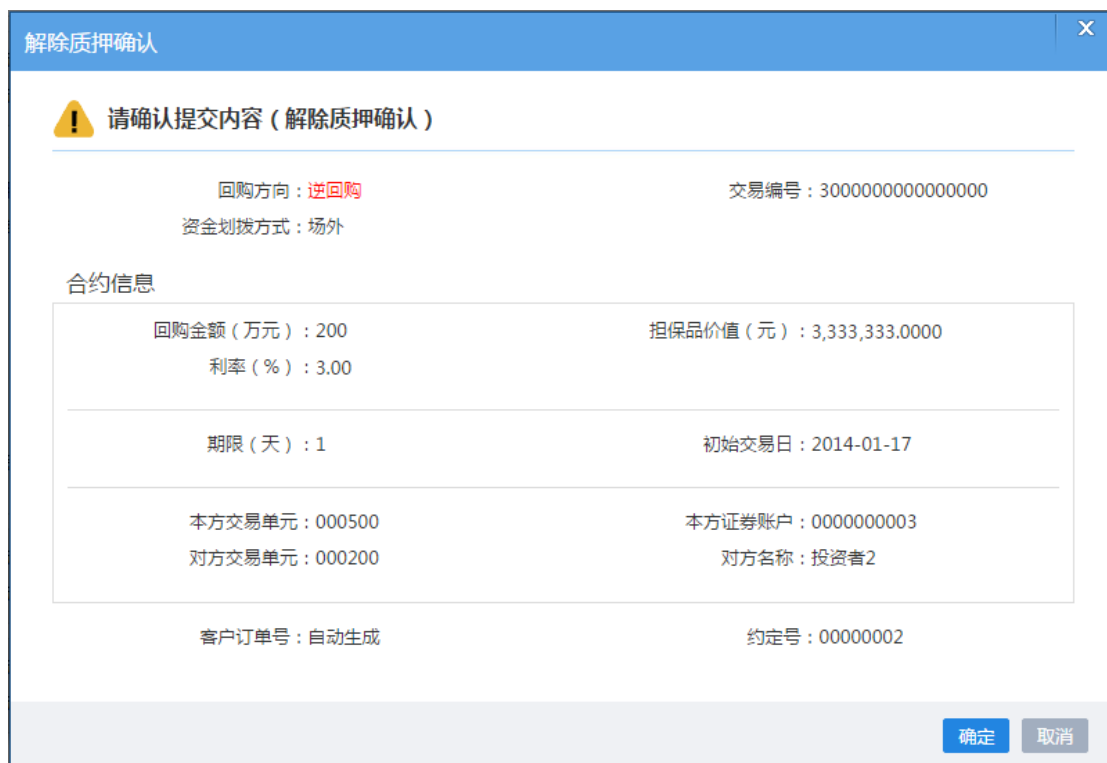 解除质押确认
X
请确认提交内容（解除质押确认）
回购方向：逆回购 交易编号：3000000000000000
资金划拨方式：场外
合约信息
回购金额（万元）：200 担保品价值（元）：3,333,333.0000
利率（%）：3.00
期限（天）：1 初始交易日：2014-01-17
本方交易单元：000500 本方证券账户：0000000003
对方交易单元：000200 对方名称：投资者2
客户订单号：自动生成 约定号：00000002
确定 取消